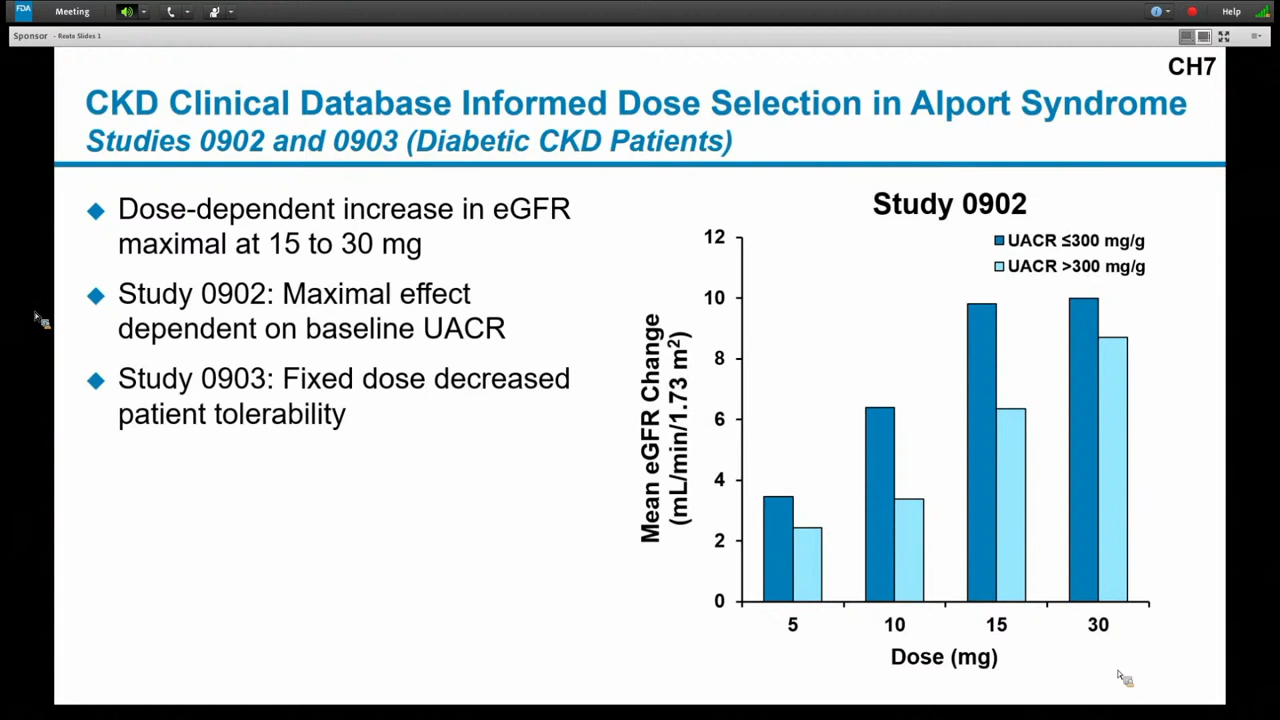 FDA
Meeting
Help
Sponsor - Reata Slides 1
CH7
CKD Clinical Database Informed Dose Selection in Alport Syndrome
Studies 0902 and 0903 (Diabetic CKD Patients)
Dose-dependent increase in eGFR
maximal at 15 to 30 mg
Study 0902: Maximal effect
dependent on baseline UACR
Study 0903: Fixed dose decreased
patient tolerability
Study 0902
UACR ≤300 mg/g
UACR >300 mg/g
Mean eGFR Change
(mL/min/1.73 m²)
12
10
8
6
4
2
0
5 10 15 30
Dose (mg)